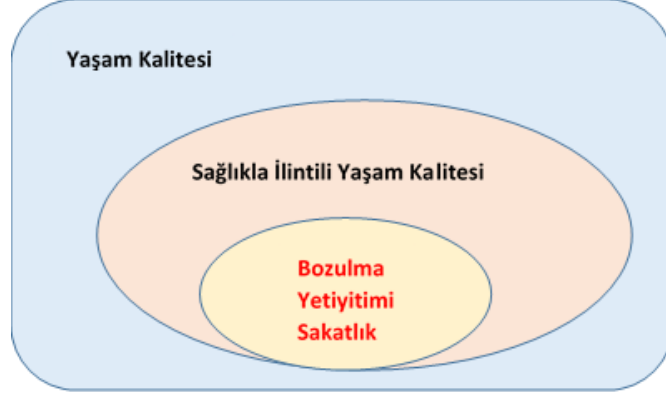 Yaşam Kalitesi
Sağlıkla İlintili Yaşam Kalitesi
Bozulma
Yetiyitimi
Sakatlık